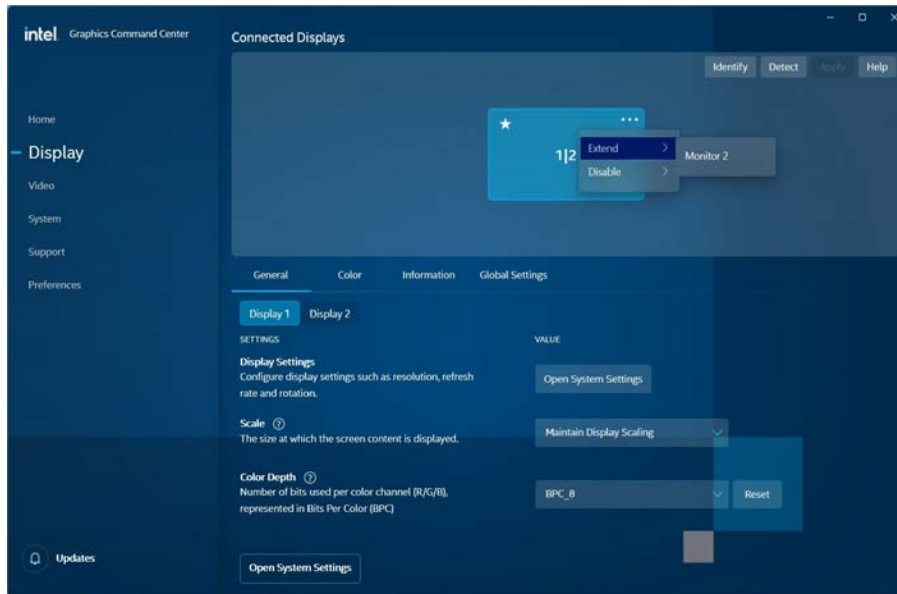 intel. Graphics Command Center
Connected Displays
Identify Detect Apply Help
Home
Display
Video
System
Support
Preferences
1|2
Extend
Disable
Monitor 2
General Color Information Global Settings
Display 1 Display 2
SETTINGS VALUE
Display Settings
Configure display settings such as resolution, refresh
rate and rotation.
Open System Settings
Scale ?
The size at which the screen content is displayed.
Maintain Display Scaling
Color Depth ?
Number of bits used per color channel (R/G/B),
represented in Bits Per Color (BPC)
BPC_8
Reset
Updates
Open System Settings